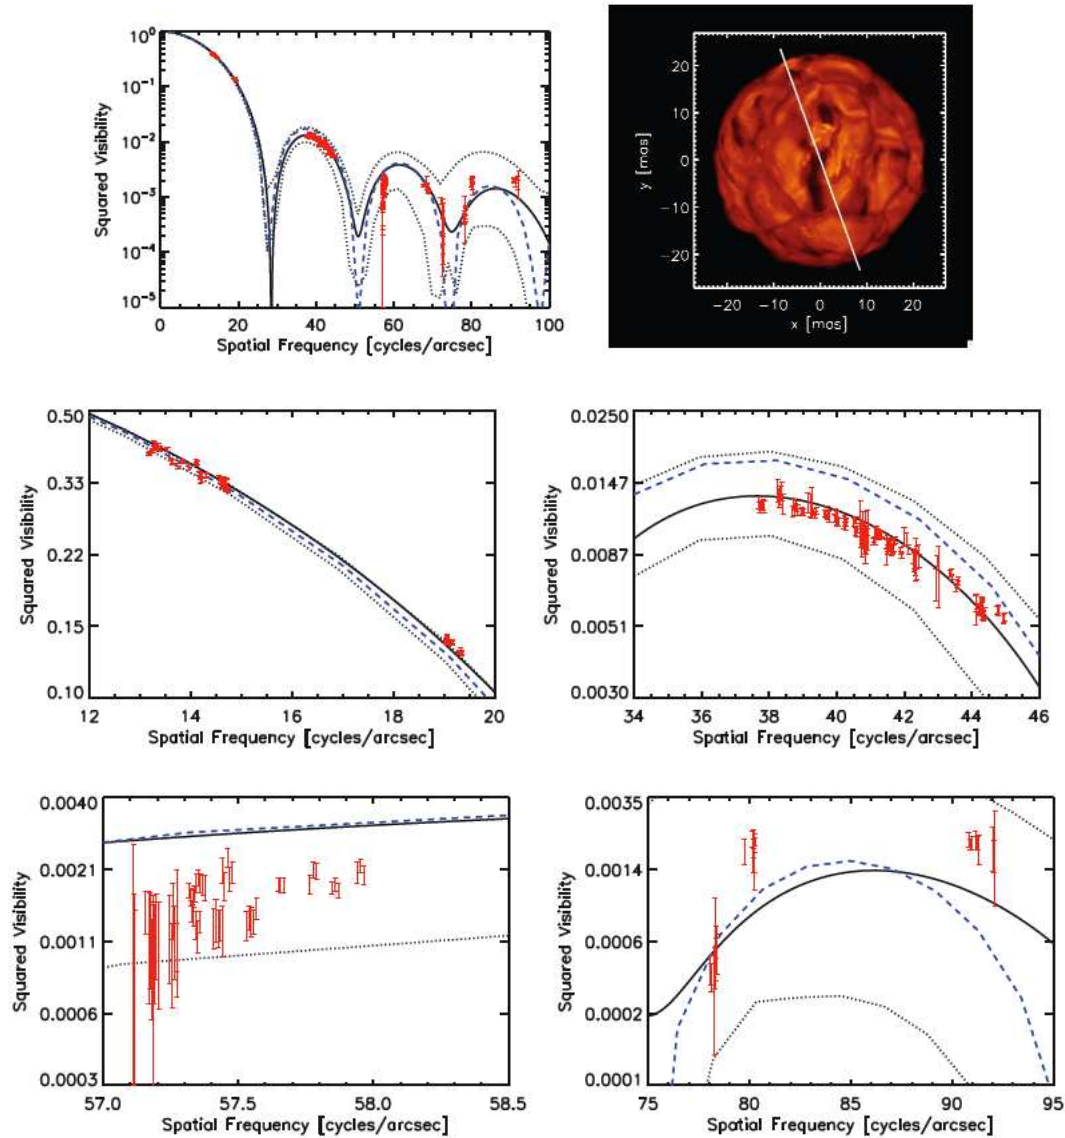 10⁰
10⁻¹
10⁻²
10⁻³
10⁻⁴
10⁻⁵
Squared Visibility
0 20 40 60 80 100
Spatial Frequency [cycles/arcsec]
20
10
0
−10
−20
y [mas]
−20 −10 0 10 20
x [mas]
0.50
0.33
0.22
0.15
0.10
Squared Visibility
12 14 16 18 20
Spatial Frequency [cycles/arcsec]
0.0250
0.0147
0.0087
0.0051
0.0030
Squared Visibility
34 36 38 40 42 44 46
Spatial Frequency [cycles/arcsec]
0.0040
0.0021
0.0011
0.0006
0.0003
Squared Visibility
57.0 57.5 58.0 58.5
Spatial Frequency [cycles/arcsec]
0.0035
0.0014
0.0006
0.0002
0.0001
Squared Visibility
75 80 85 90 95
Spatial Frequency [cycles/arcsec]